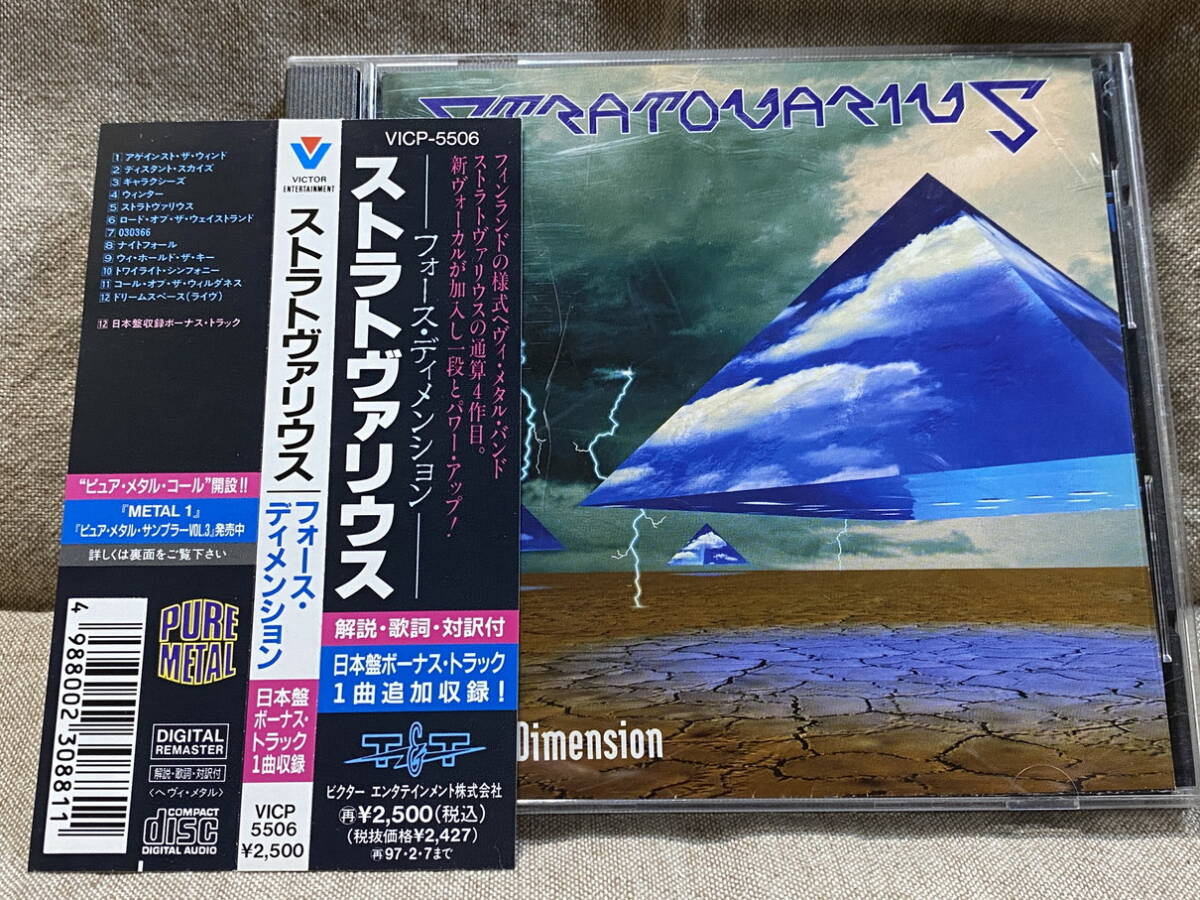 1 アゲインスト・ザ・ウィンド
2 ディスタント・スカイズ
3 ギャラクシーズ
4 ウィンター
5 ストラトヴァリウス
6 ロード・オブ・ザ・ウェイストランド
7 030366
8 ナイトフォール
9 ウィ・ホールド・ザ・キー
10 トワイライト・シンフォニー
11 コール・オブ・ザ・ウィルダネス
12 ドリームスペース(ライヴ)
12 日本盤収録ボーナス・トラック
“ピュア・メタル・コール”開設!!
『METAL 1』
『ピュア・メタル・サンプラーVOL.3』発売中
詳しくは裏面をご覧下さい
PURE
METAL
4 988002 308811
DIGITAL
REMASTER
解説・歌詞・対訳付
〈ヘヴィ・メタル〉
COMPACT
disc
DIGITAL AUDIO
VICTOR
ENTERTAINMENT
ストラトヴァリウス
フォース・
ディメンション
日本盤
ボーナス・
トラック
1曲収録
VICP
5506
¥2,500
VICP-5506
フィンランドの様式ヘヴィ・メタル・バンド
ストラトヴァリウスの通算4作目。
新ヴォーカルが加入し一段とパワー・アップ!
フォース・ディメンション
ストラトヴァリウス
解説・歌詞・対訳付
日本盤ボーナス・トラック
1曲追加収録!
T&T
ビクター エンタテインメント株式会社
再¥2,500(税込)
(税抜価格¥2,427)
再97・2・7まで
STRATOVARIUS
Dimension